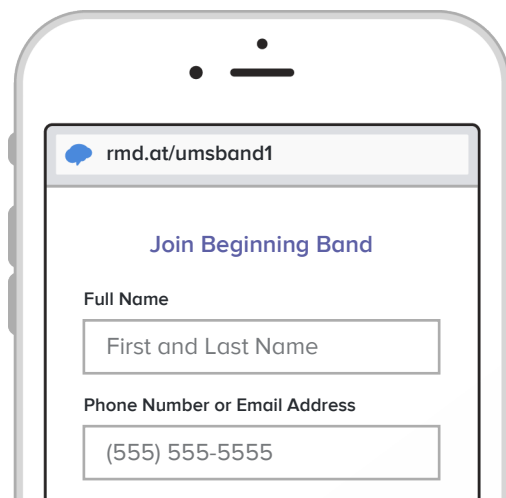 rmd.at/umsband1
Join Beginning Band
Full Name
First and Last Name
Phone Number or Email Address
(555) 555-5555